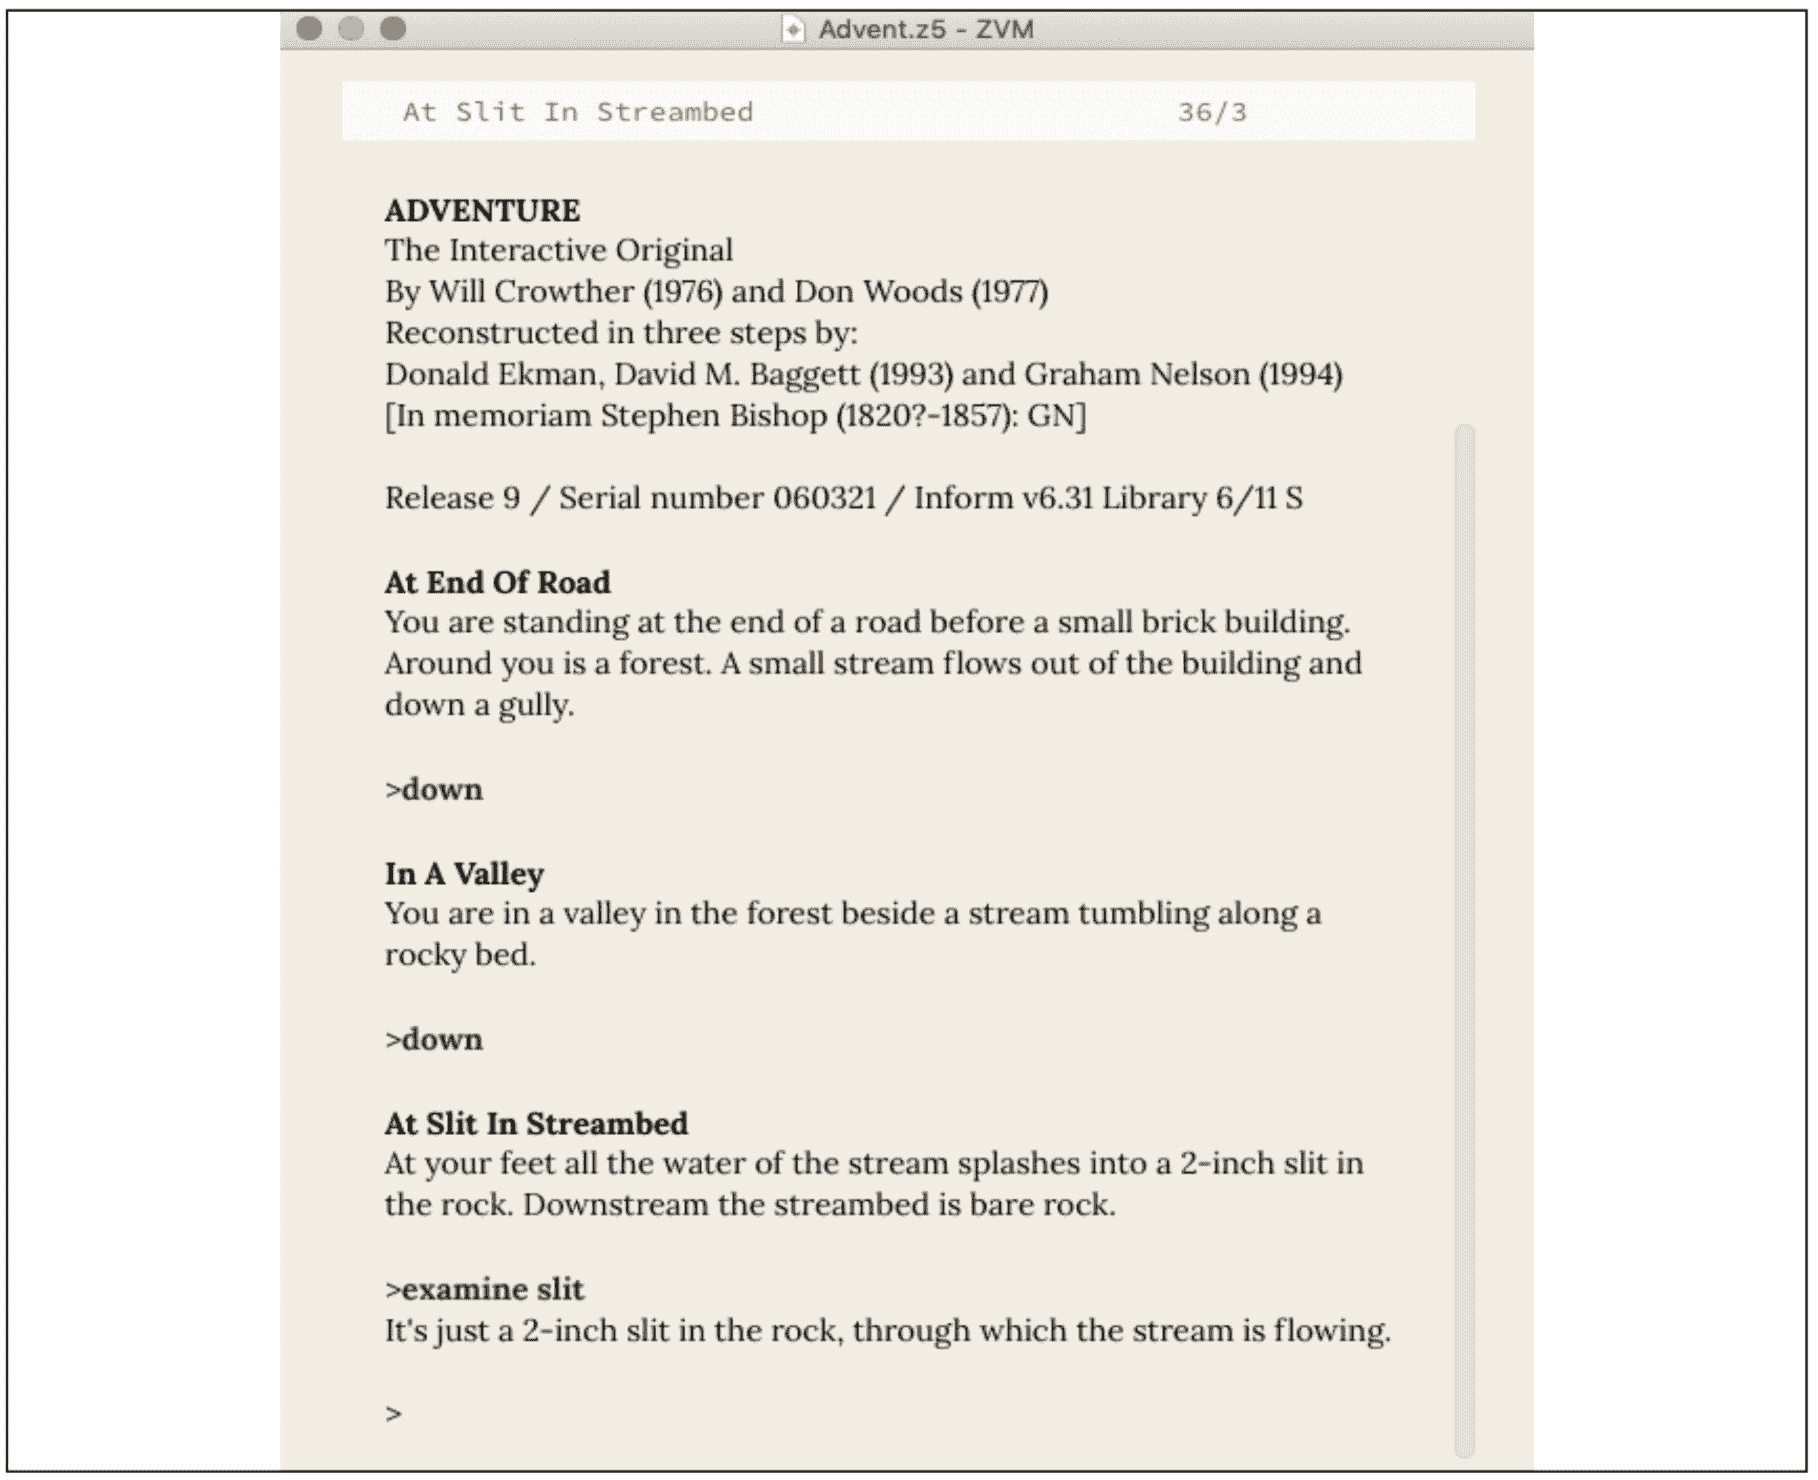 Advent.z5 - ZVM
At Slit In Streambed 36/3
ADVENTURE
The Interactive Original
By Will Crowther (1976) and Don Woods (1977)
Reconstructed in three steps by:
Donald Ekman, David M. Baggett (1993) and Graham Nelson (1994)
[In memoriam Stephen Bishop (1820?-1857): GN]
Release 9 / Serial number 060321 / Inform v6.31 Library 6/11 S
At End Of Road
You are standing at the end of a road before a small brick building.
Around you is a forest. A small stream flows out of the building and
down a gully.
>down
In A Valley
You are in a valley in the forest beside a stream tumbling along a
rocky bed.
>down
At Slit In Streambed
At your feet all the water of the stream splashes into a 2-inch slit in
the rock. Downstream the streambed is bare rock.
>examine slit
It's just a 2-inch slit in the rock, through which the stream is flowing.
>